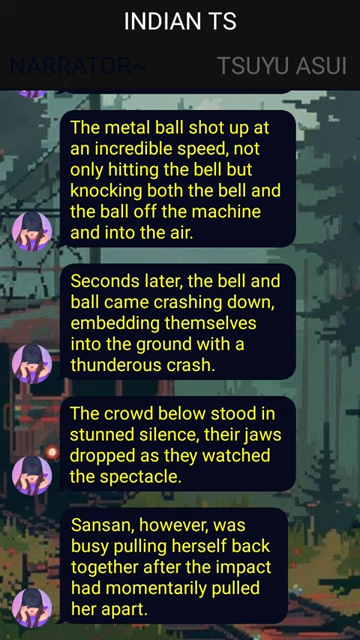 INDIAN TS
NARRATOR~ TSUYU ASUI
The metal ball shot up at
an incredible speed, not
only hitting the bell but
knocking both the bell and
the ball off the machine
and into the air.
Seconds later, the bell and
ball came crashing down,
embedding themselves
into the ground with a
thunderous crash.
The crowd below stood in
stunned silence, their jaws
dropped as they watched
the spectacle.
Sansan, however, was
busy pulling herself back
together after the impact
had momentarily pulled
her apart.